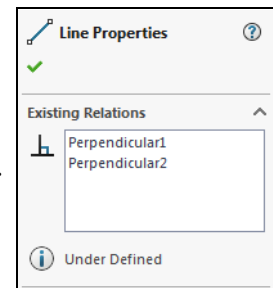 Line Properties
Existing Relations
Perpendicular1
Perpendicular2
Under Defined